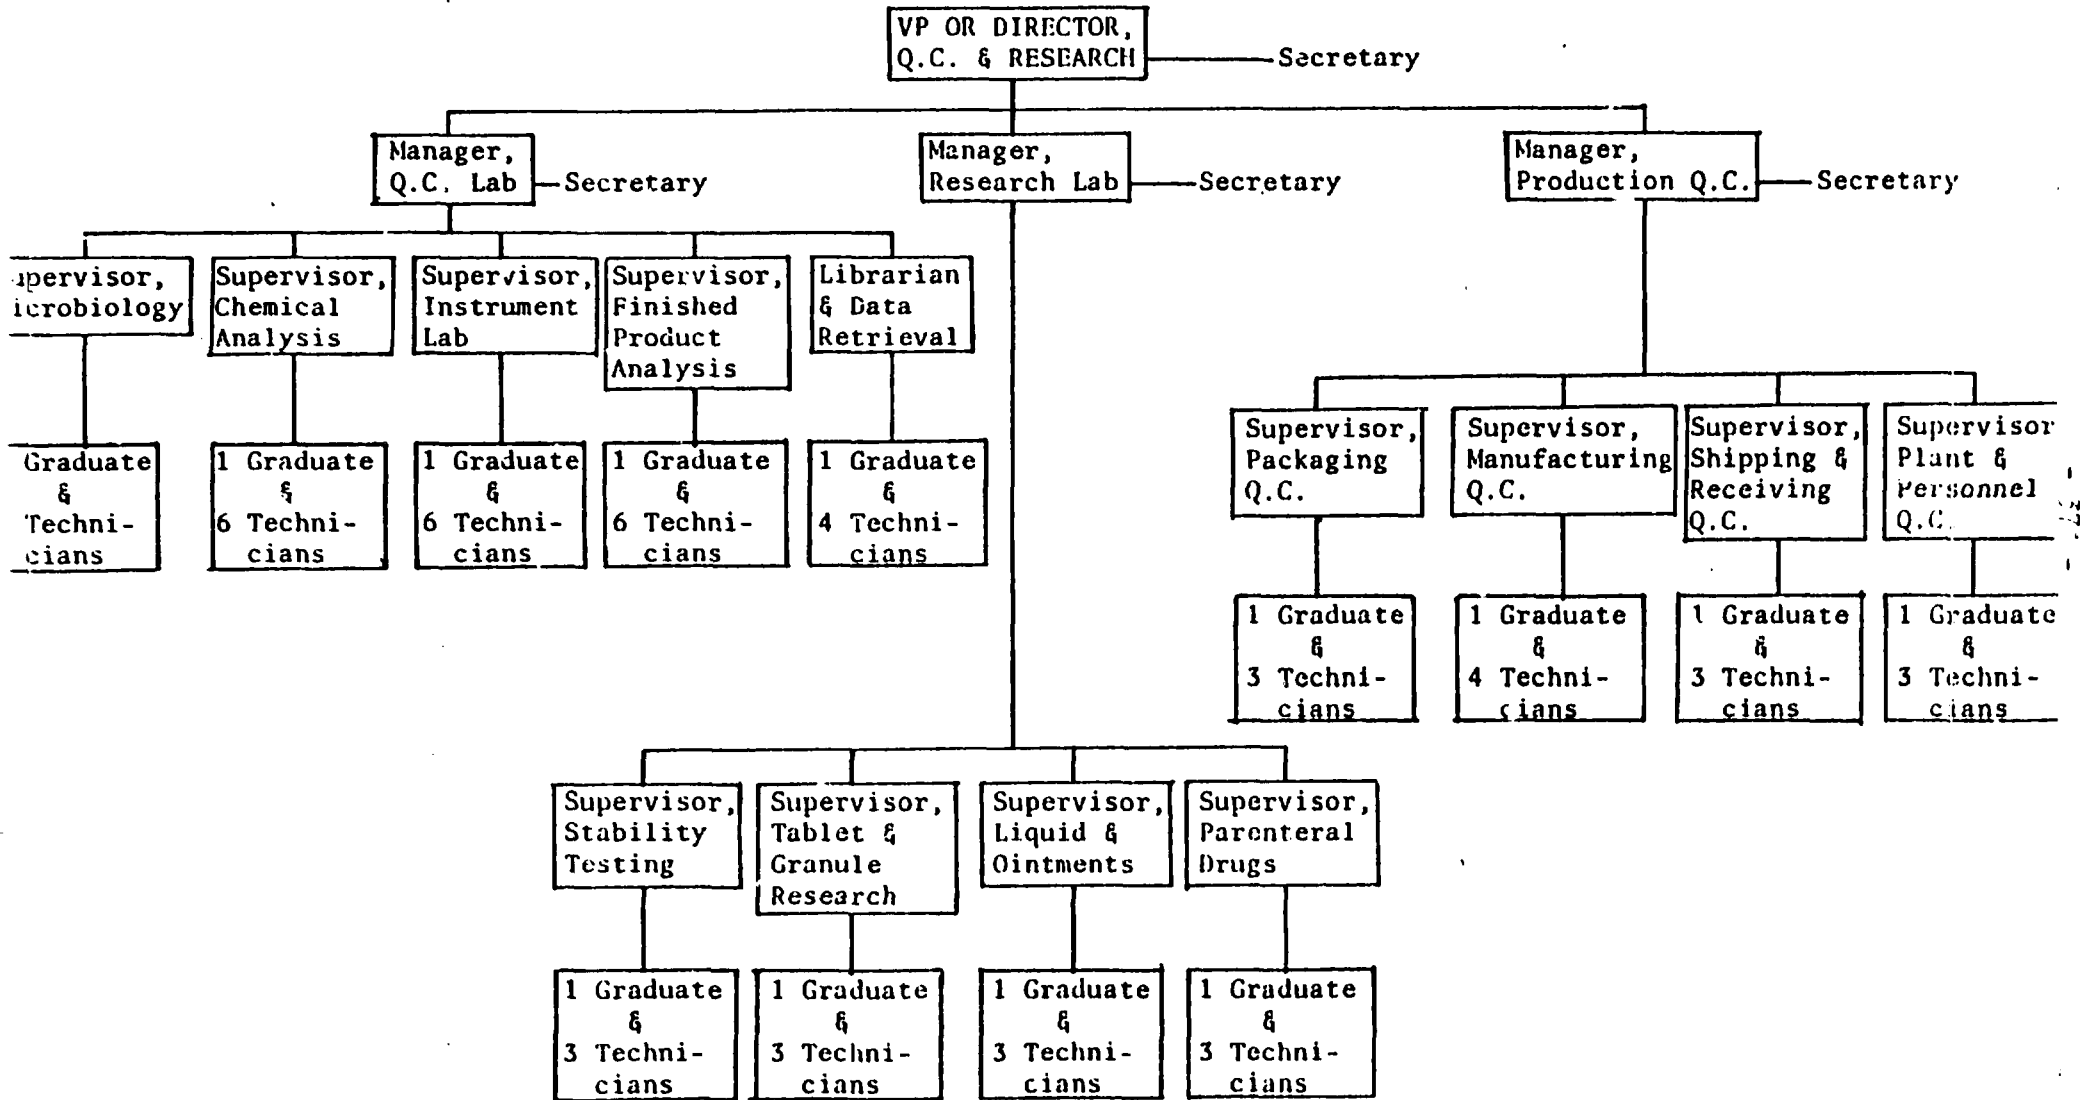 VP OR DIRECTOR,
Q.C. & RESEARCH
Secretary
Manager,
Q.C. Lab
Secretary
Manager,
Research Lab
Secretary
Manager,
Production Q.C.
Secretary
upervisor,
icrobiology
Supervisor,
Chemical
Analysis
Supervisor,
Instrument
Lab
Supervisor,
Finished
Product
Analysis
Librarian
& Data
Retrieval
Graduate
&
Techni-
cians
1 Graduate
&
6 Techni-
cians
1 Graduate
&
6 Techni-
cians
1 Graduate
&
6 Techni-
cians
1 Graduate
&
4 Techni-
cians
Supervisor,
Packaging
Q.C.
Supervisor,
Manufacturing
Q.C.
Supervisor,
Shipping &
Receiving
Q.C.
Supervisor
Plant &
Personnel
Q.C.
1 Graduate
&
3 Techni-
cians
1 Graduate
&
4 Techni-
cians
1 Graduate
&
3 Techni-
cians
1 Graduate
&
3 Techni-
cians
Supervisor,
Stability
Testing
Supervisor,
Tablet &
Granule
Research
Supervisor,
Liquid &
Ointments
Supervisor,
Parenteral
Drugs
1 Graduate
&
3 Techni-
cians
1 Graduate
&
3 Techni-
cians
1 Graduate
&
3 Techni-
cians
1 Graduate
&
3 Techni-
cians